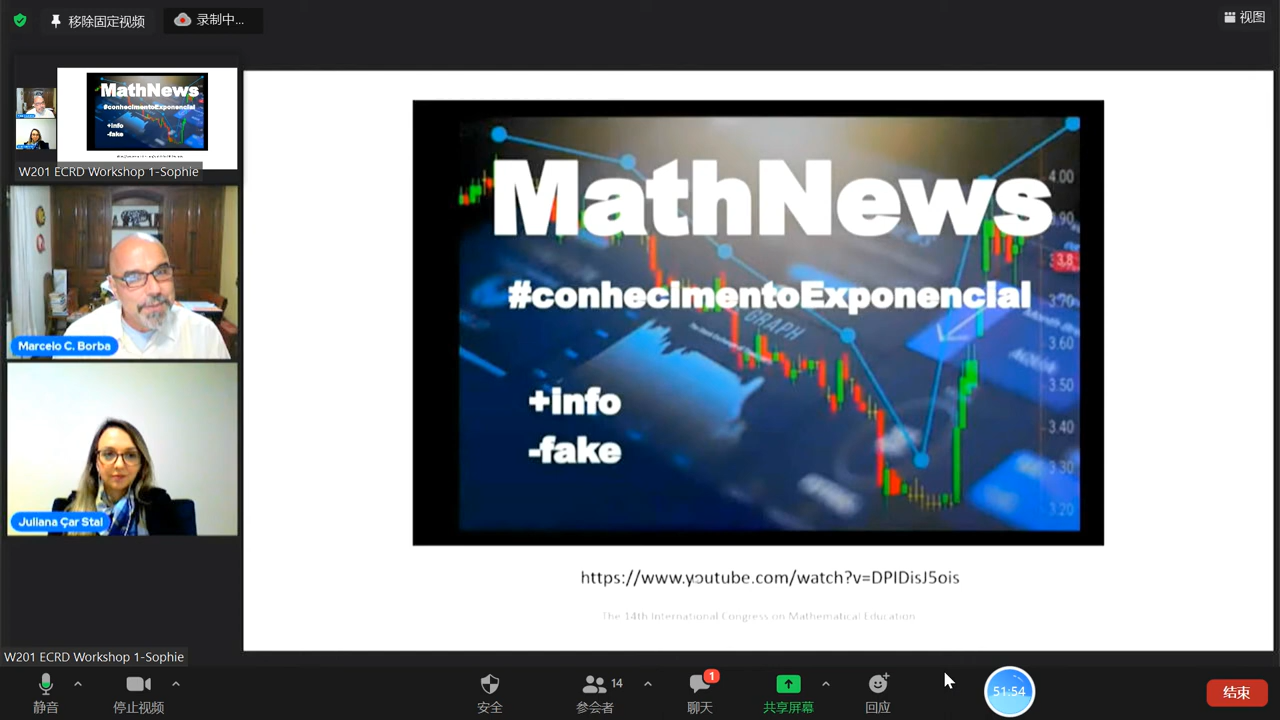 移除固定视频
录制中...
视图
MathNews
#conhecimentoExponencial
+info
-fake
W201 ECRD Workshop 1-Sophie
Marcelo C. Borba
Juliana Çar Stal
MathNews
#conhecimentoExponencial
+info
-fake
GRAPH
4.00
3.90
3,8
3.70
3.60
3.50
3.40
3.30
3.20
https://www.youtube.com/watch?v=DPIDisJ5ois
The 14th International Congress on Mathematical Education
W201 ECRD Workshop 1-Sophie
静音
停止视频
安全
14
参会者
1
聊天
共享屏幕
回应
51:54
结束